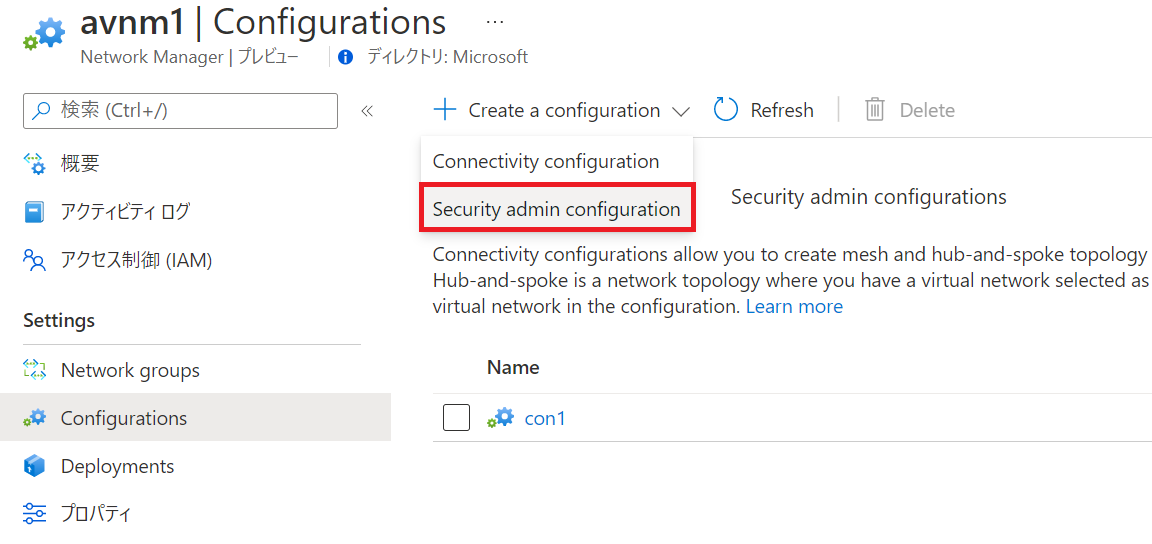 avnm1 | Configurations ...
Network Manager | プレビュー ディレクトリ: Microsoft
検索 (Ctrl+/) «
概要
アクティビティ ログ
アクセス制御 (IAM)
Settings
Network groups
Configurations
Deployments
プロパティ
Create a configuration Refresh Delete
Connectivity configuration
Security admin configuration
Security admin configurations
Connectivity configurations allow you to create mesh and hub-and-spoke topology
Hub-and-spoke is a network topology where you have a virtual network selected as
virtual network in the configuration. Learn more
Name
con1